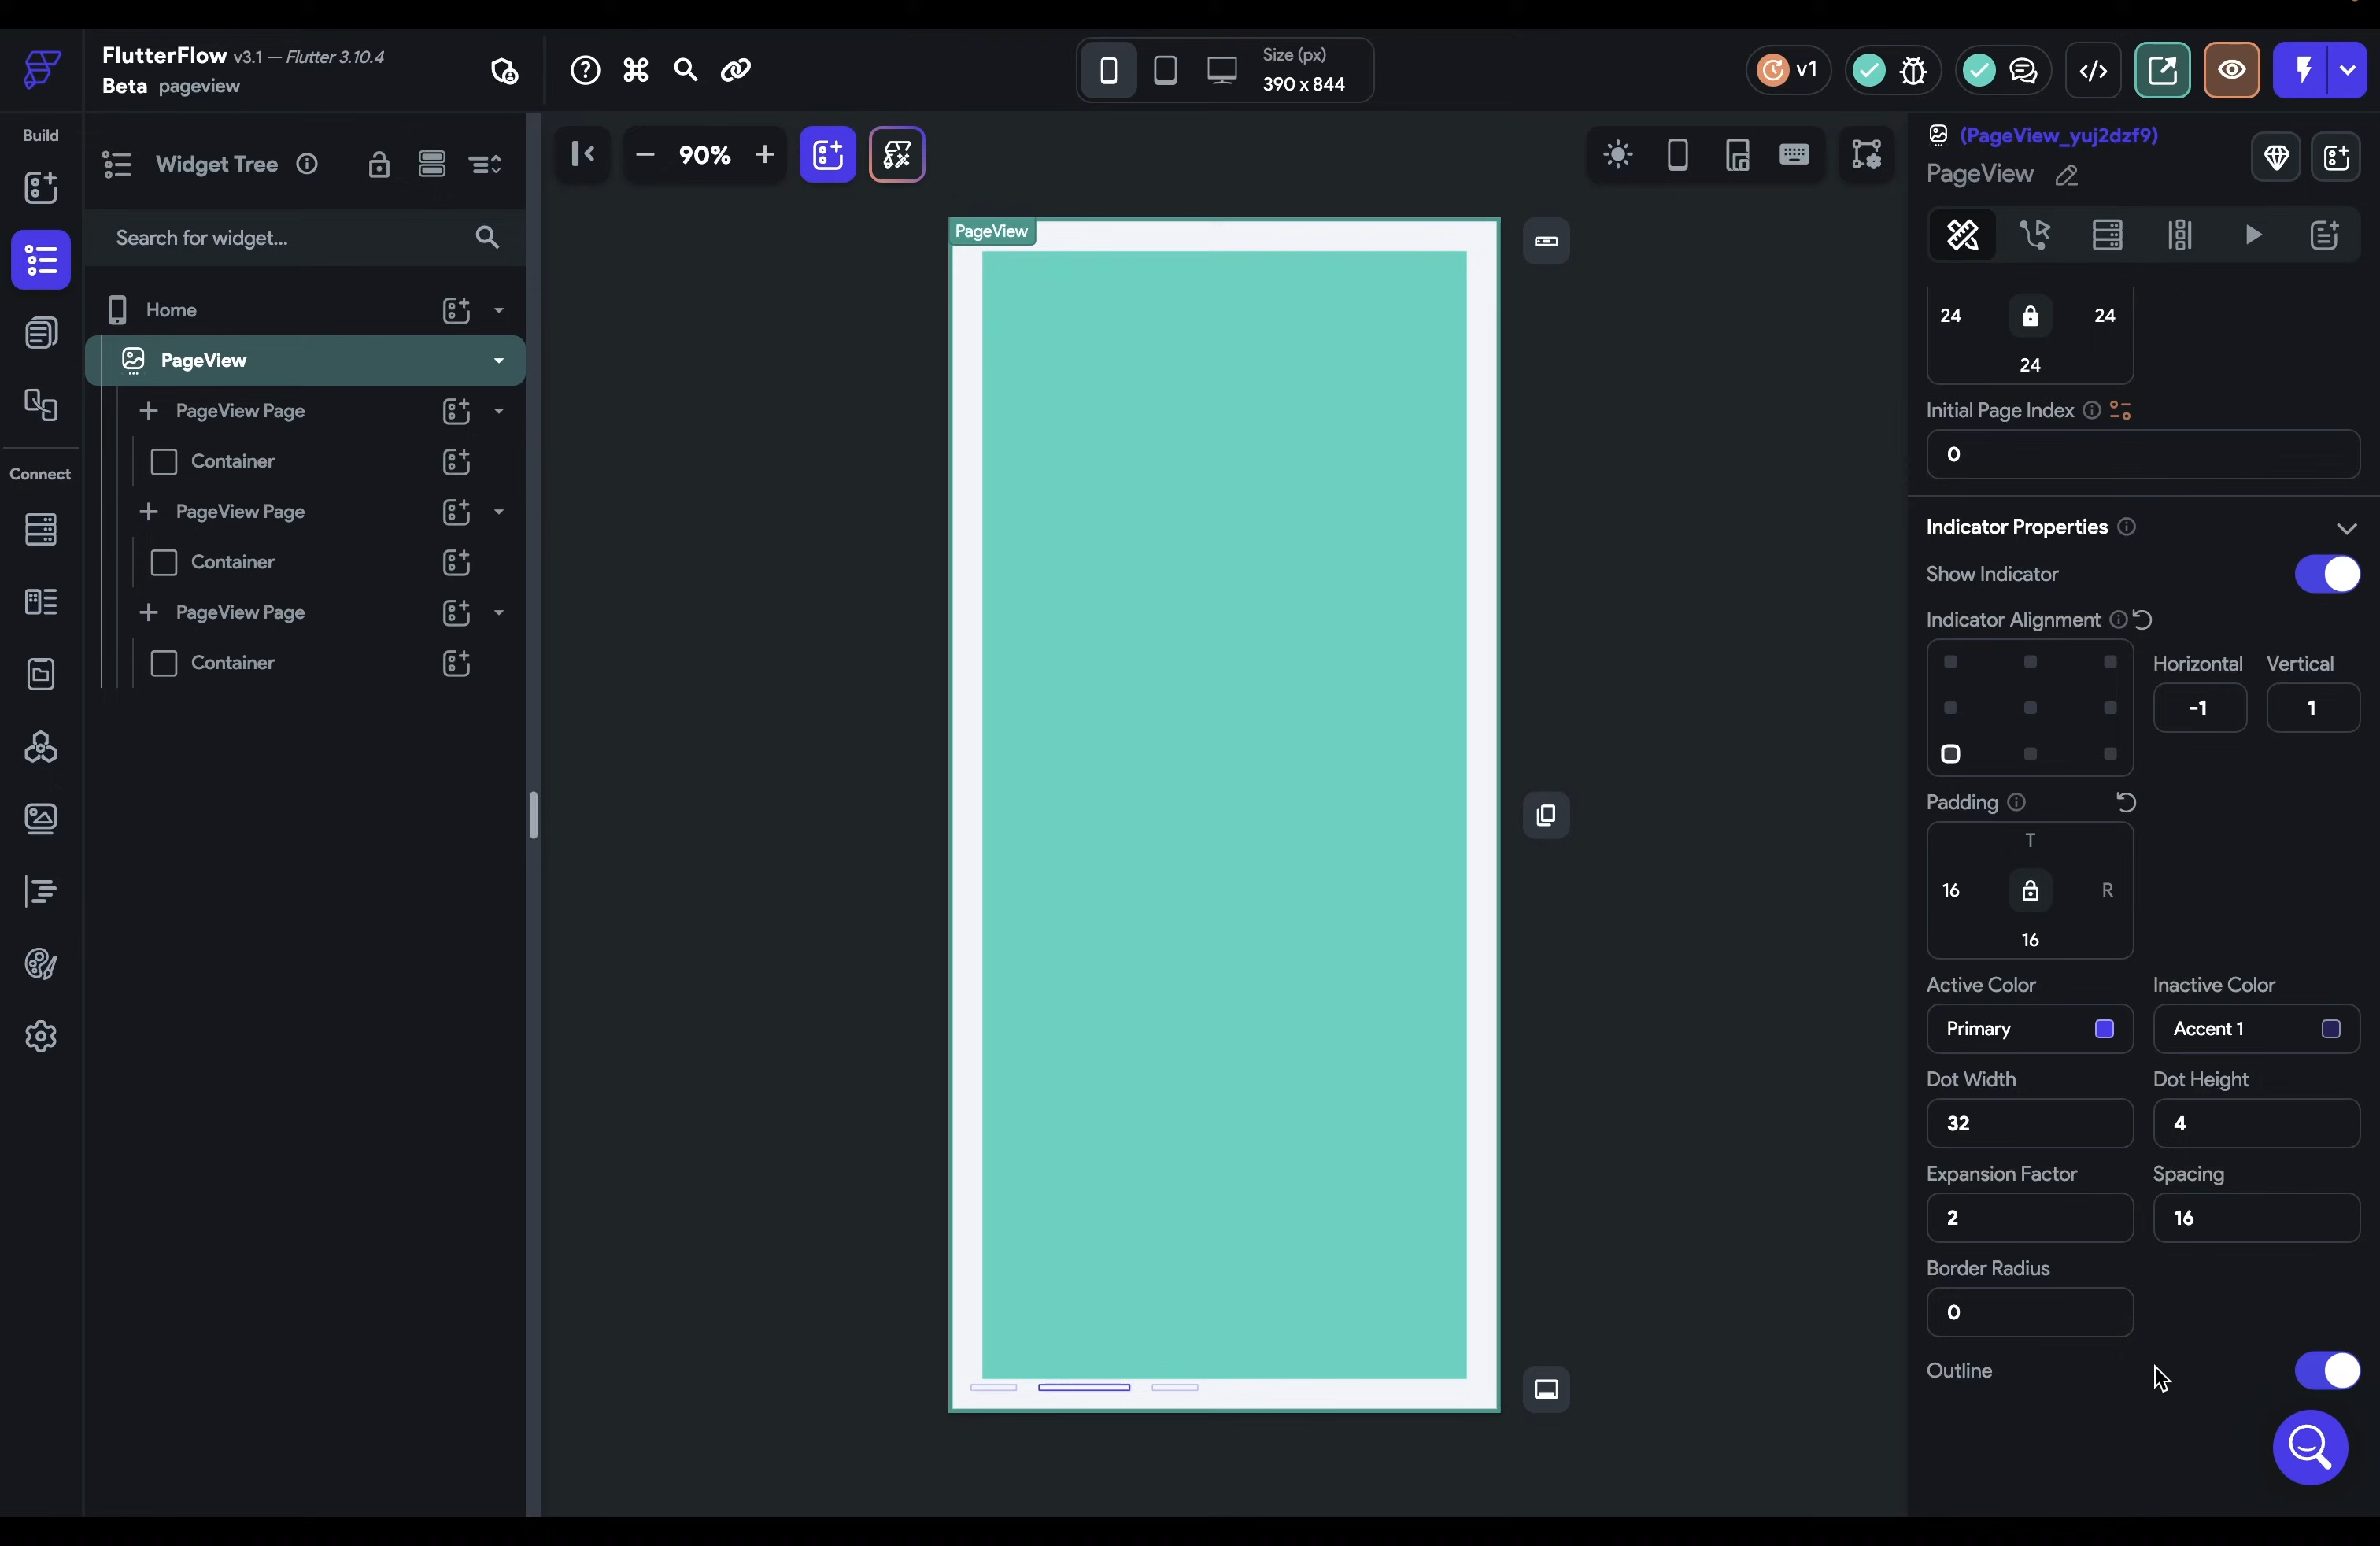 FlutterFlow v3.1 — Flutter 3.10.4
Beta pageview
Size (px)
390 x 844
v1
Build
Connect
Widget Tree
Search for widget...
Home
PageView
PageView Page
Container
PageView Page
Container
PageView Page
Container
90%
PageView
(PageView_yuj2dzf9)
PageView
24 24
24
Initial Page Index
0
Indicator Properties
Show Indicator
Indicator Alignment
Horizontal Vertical
-1 1
Padding
T
16 R
16
Active Color Inactive Color
Primary Accent 1
Dot Width Dot Height
32 4
Expansion Factor Spacing
2 16
Border Radius
0
Outline